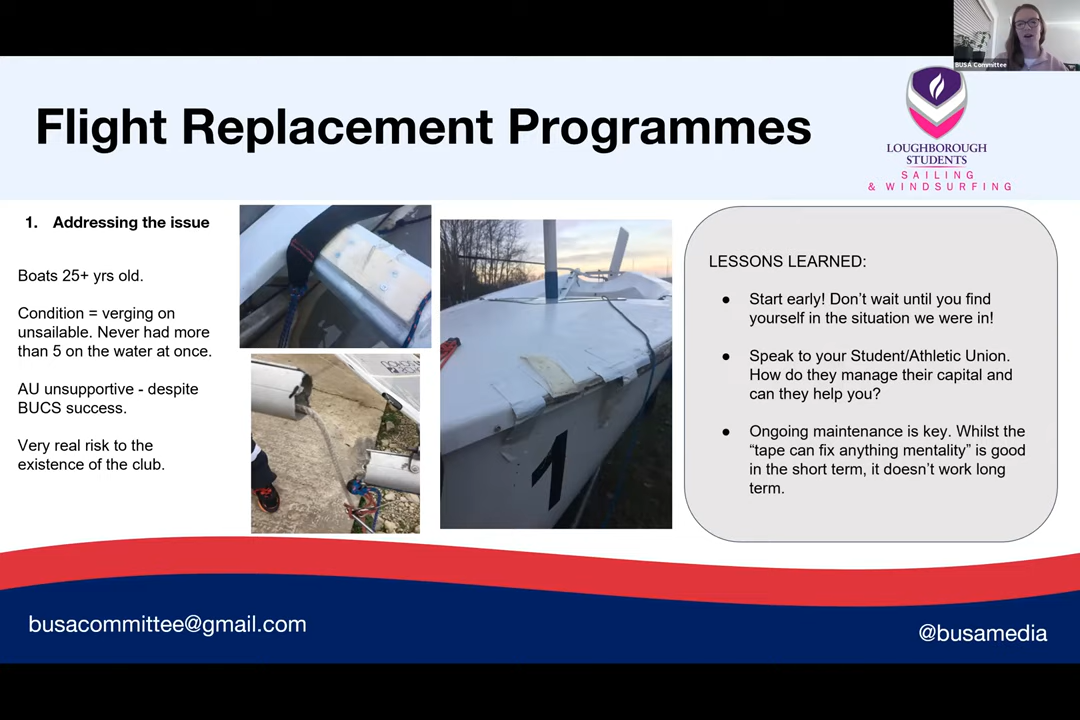 BUSA Committee
Flight Replacement Programmes
LOUGHBOROUGH
STUDENTS
SAILING
& WINDSURFING
1. Addressing the issue
Boats 25+ yrs old.
Condition = verging on
unsailable. Never had more
than 5 on the water at once.
AU unsupportive - despite
BUCS success.
Very real risk to the
existence of the club.
1
LESSONS LEARNED:
● Start early! Don’t wait until you find
yourself in the situation we were in!
● Speak to your Student/Athletic Union.
How do they manage their capital and
can they help you?
● Ongoing maintenance is key. Whilst the
“tape can fix anything mentality” is good
in the short term, it doesn’t work long
term.
busacommittee@gmail.com
@busamedia